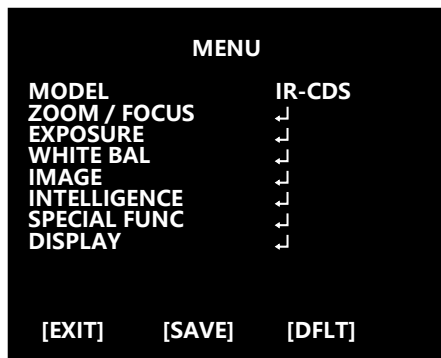 MENU
MODEL IR-CDS
ZOOM / FOCUS ↵
EXPOSURE ↵
WHITE BAL ↵
IMAGE ↵
INTELLIGENCE ↵
SPECIAL FUNC ↵
DISPLAY ↵
[EXIT] [SAVE] [DFLT]